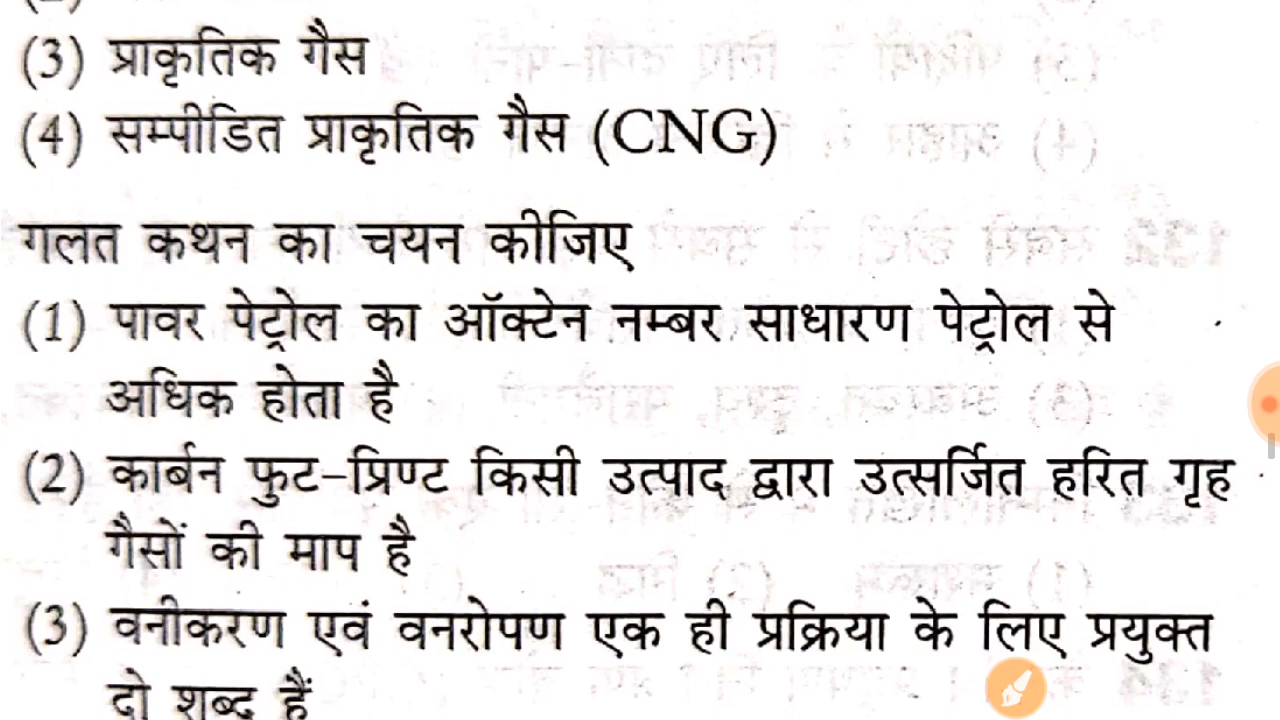 (3) प्राकृतिक गैस
(4) सम्पीडित प्राकृतिक गैस (CNG)
गलत कथन का चयन कीजिए
(1) पावर पेट्रोल का ऑक्टेन नम्बर साधारण पेट्रोल से
अधिक होता है
(2) कार्बन फुट-प्रिण्ट किसी उत्पाद द्वारा उत्सर्जित हरित गृह
गैसों की माप है
(3) वनीकरण एवं वनरोपण एक ही प्रक्रिया के लिए प्रयुक्त
दो शब्द हैं